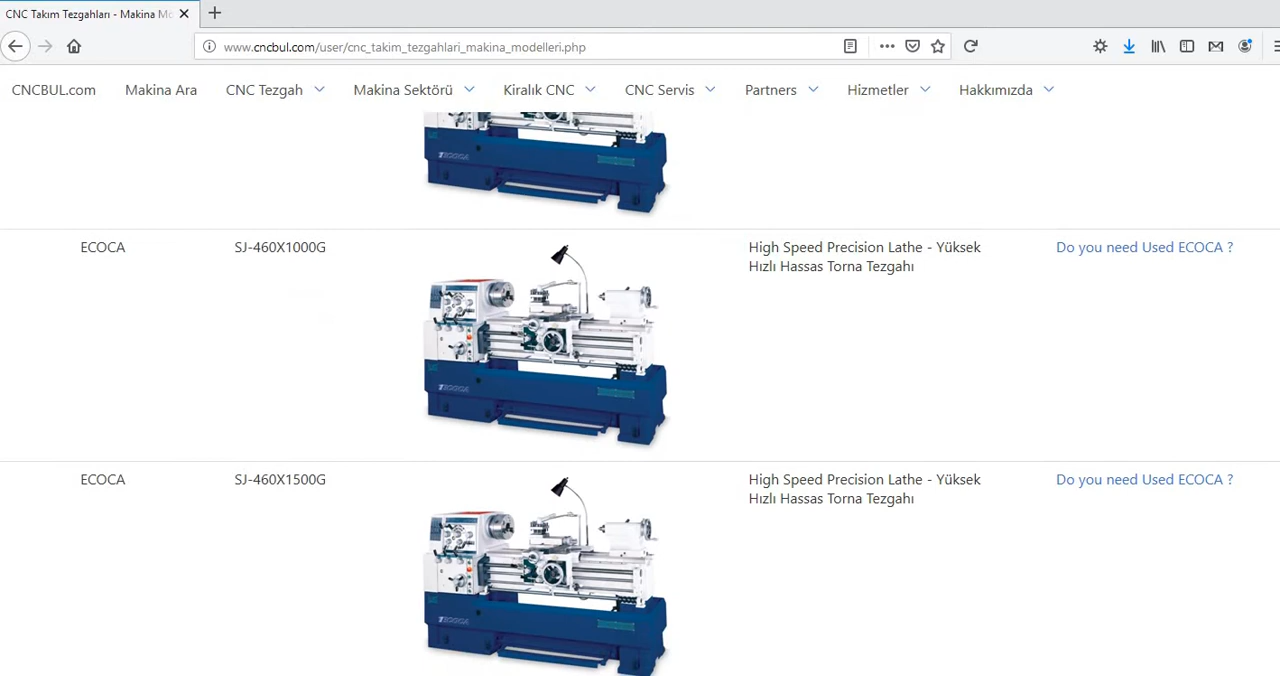 CNC Takım Tezgahları - Makina Mo
www.cncbul.com/user/cnc_takim_tezgahlari_makina_modelleri.php
CNCBUL.com Makina Ara CNC Tezgah Makina Sektörü Kiralık CNC CNC Servis Partners Hizmetler Hakkımızda
ECOCA
ECOCA SJ-460X1000G High Speed Precision Lathe - Yüksek Do you need Used ECOCA ?
Hızlı Hassas Torna Tezgahı
ECOCA
ECOCA SJ-460X1500G High Speed Precision Lathe - Yüksek Do you need Used ECOCA ?
Hızlı Hassas Torna Tezgahı
ECOCA